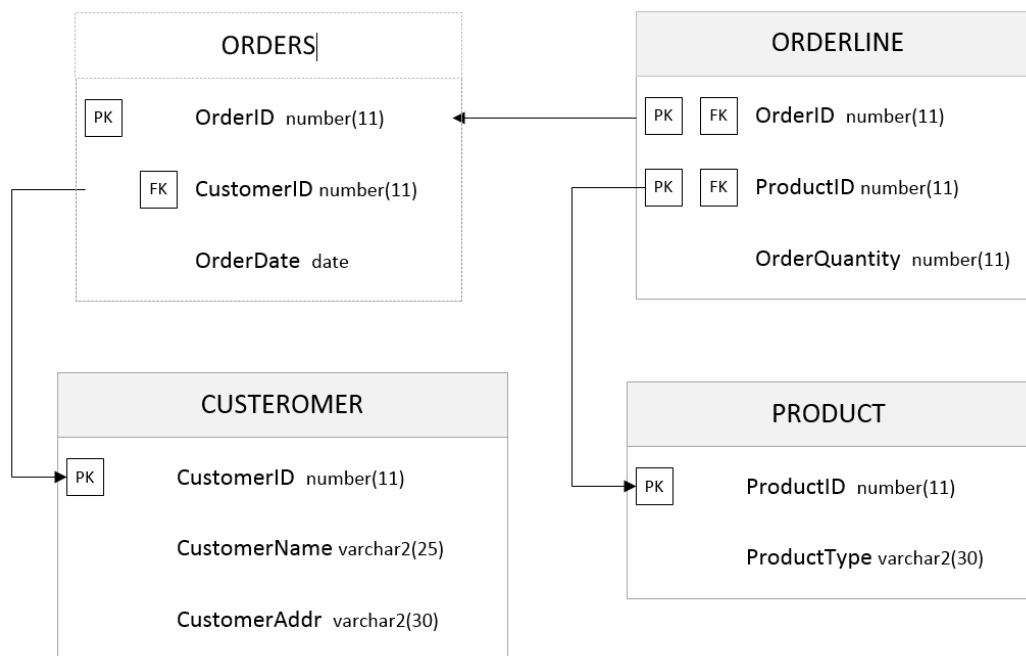 ORDERS
PK OrderID number(11)
FK CustomerID number(11)
OrderDate date
ORDERLINE
PK FK OrderID number(11)
PK FK ProductID number(11)
OrderQuantity number(11)
CUSTEROMER
PK CustomerID number(11)
CustomerName varchar2(25)
CustomerAddr varchar2(30)
PRODUCT
PK ProductID number(11)
ProductType varchar2(30)